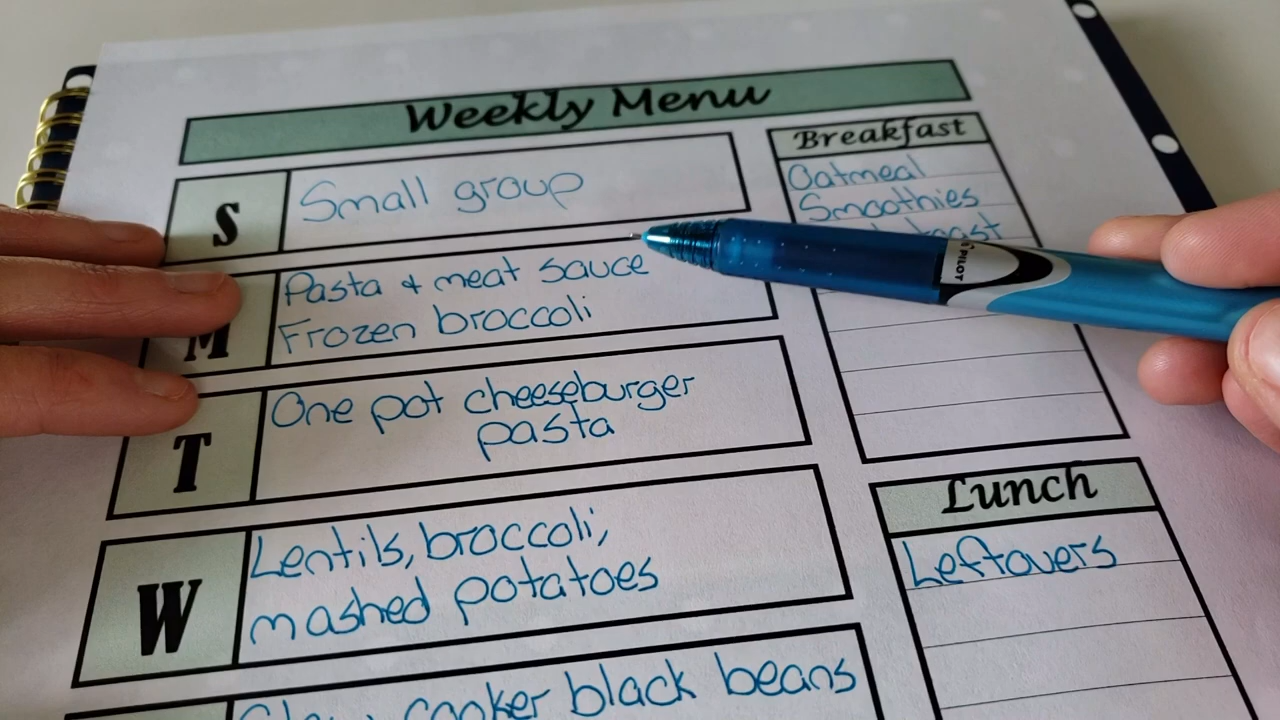 Weekly Menu
S
Small group
M
Pasta & meat sauce
Frozen broccoli
T
One pot cheeseburger
pasta
W
Lentils, broccoli,
mashed potatoes
cooker black beans
Breakfast
Oatmeal
Smoothies
toast
Lunch
Leftovers
PILOT